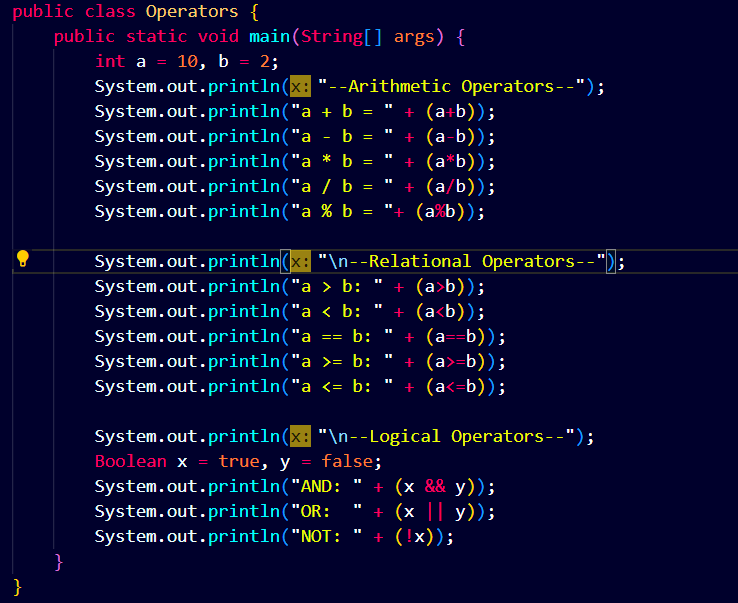 public class Operators {
    public static void main(String[] args) {
        int a = 10, b = 2;
        System.out.println(x: "--Arithmetic Operators--");
        System.out.println("a + b = " + (a+b));
        System.out.println("a - b = " + (a-b));
        System.out.println("a * b = " + (a*b));
        System.out.println("a / b = " + (a/b));
        System.out.println("a % b = "+ (a%b));

        System.out.println(x: "\n--Relational Operators--");
        System.out.println("a > b: " + (a>b));
        System.out.println("a < b: " + (a<b));
        System.out.println("a == b: " + (a==b));
        System.out.println("a >= b: " + (a>=b));
        System.out.println("a <= b: " + (a<=b));

        System.out.println(x: "\n--Logical Operators--");
        Boolean x = true, y = false;
        System.out.println("AND: " + (x && y));
        System.out.println("OR:  " + (x || y));
        System.out.println("NOT: " + (!x));
    }
}